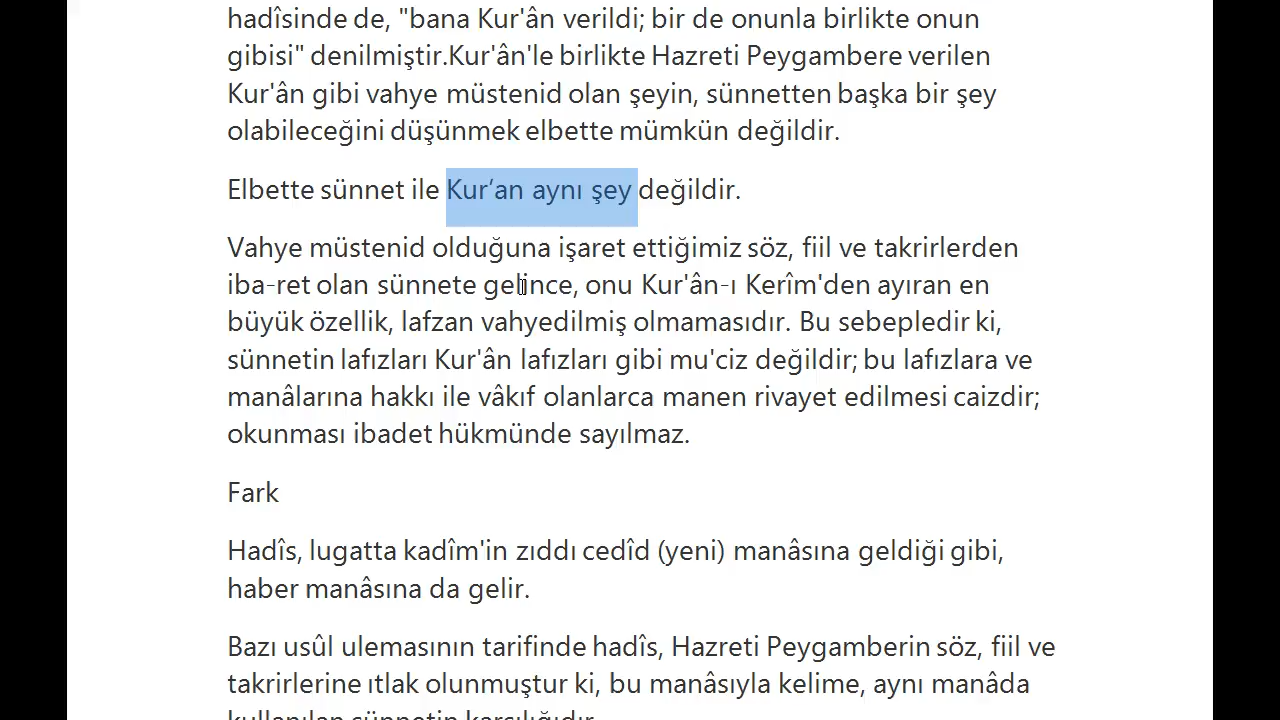 hadîsinde de, "bana Kur'ân verildi; bir de onunla birlikte onun
gibisi" denilmiştir.Kur'ân'le birlikte Hazreti Peygambere verilen
Kur'ân gibi vahye müstenid olan şeyin, sünnetten başka bir şey
olabileceğini düşünmek elbette mümkün değildir.
Elbette sünnet ile Kur’an aynı şey değildir.
Vahye müstenid olduğuna işaret ettiğimiz söz, fiil ve takrirlerden
iba-ret olan sünnete gelince, onu Kur'ân-ı Kerîm'den ayıran en
büyük özellik, lafzan vahyedilmiş olmamasıdır. Bu sebepledir ki,
sünnetin lafızları Kur'ân lafızları gibi mu'ciz değildir; bu lafızlara ve
manâlarına hakkı ile vâkıf olanlarca manen rivayet edilmesi caizdir;
okunması ibadet hükmünde sayılmaz.
Fark
Hadîs, lugatta kadîm'in zıddı cedîd (yeni) manâsına geldiği gibi,
haber manâsına da gelir.
Bazı usûl ulemasının tarifinde hadîs, Hazreti Peygamberin söz, fiil ve
takrirlerine ıtlak olunmuştur ki, bu manâsıyla kelime, aynı manâda
kullanılan sünnetin karşılığıdır.